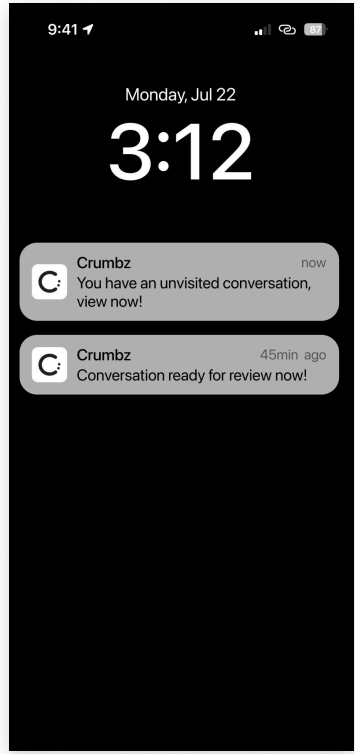 9:41
87
Monday, Jul 22
3:12
Crumbz now
You have an unvisited conversation,
view now!
Crumbz 45min ago
Conversation ready for review now!